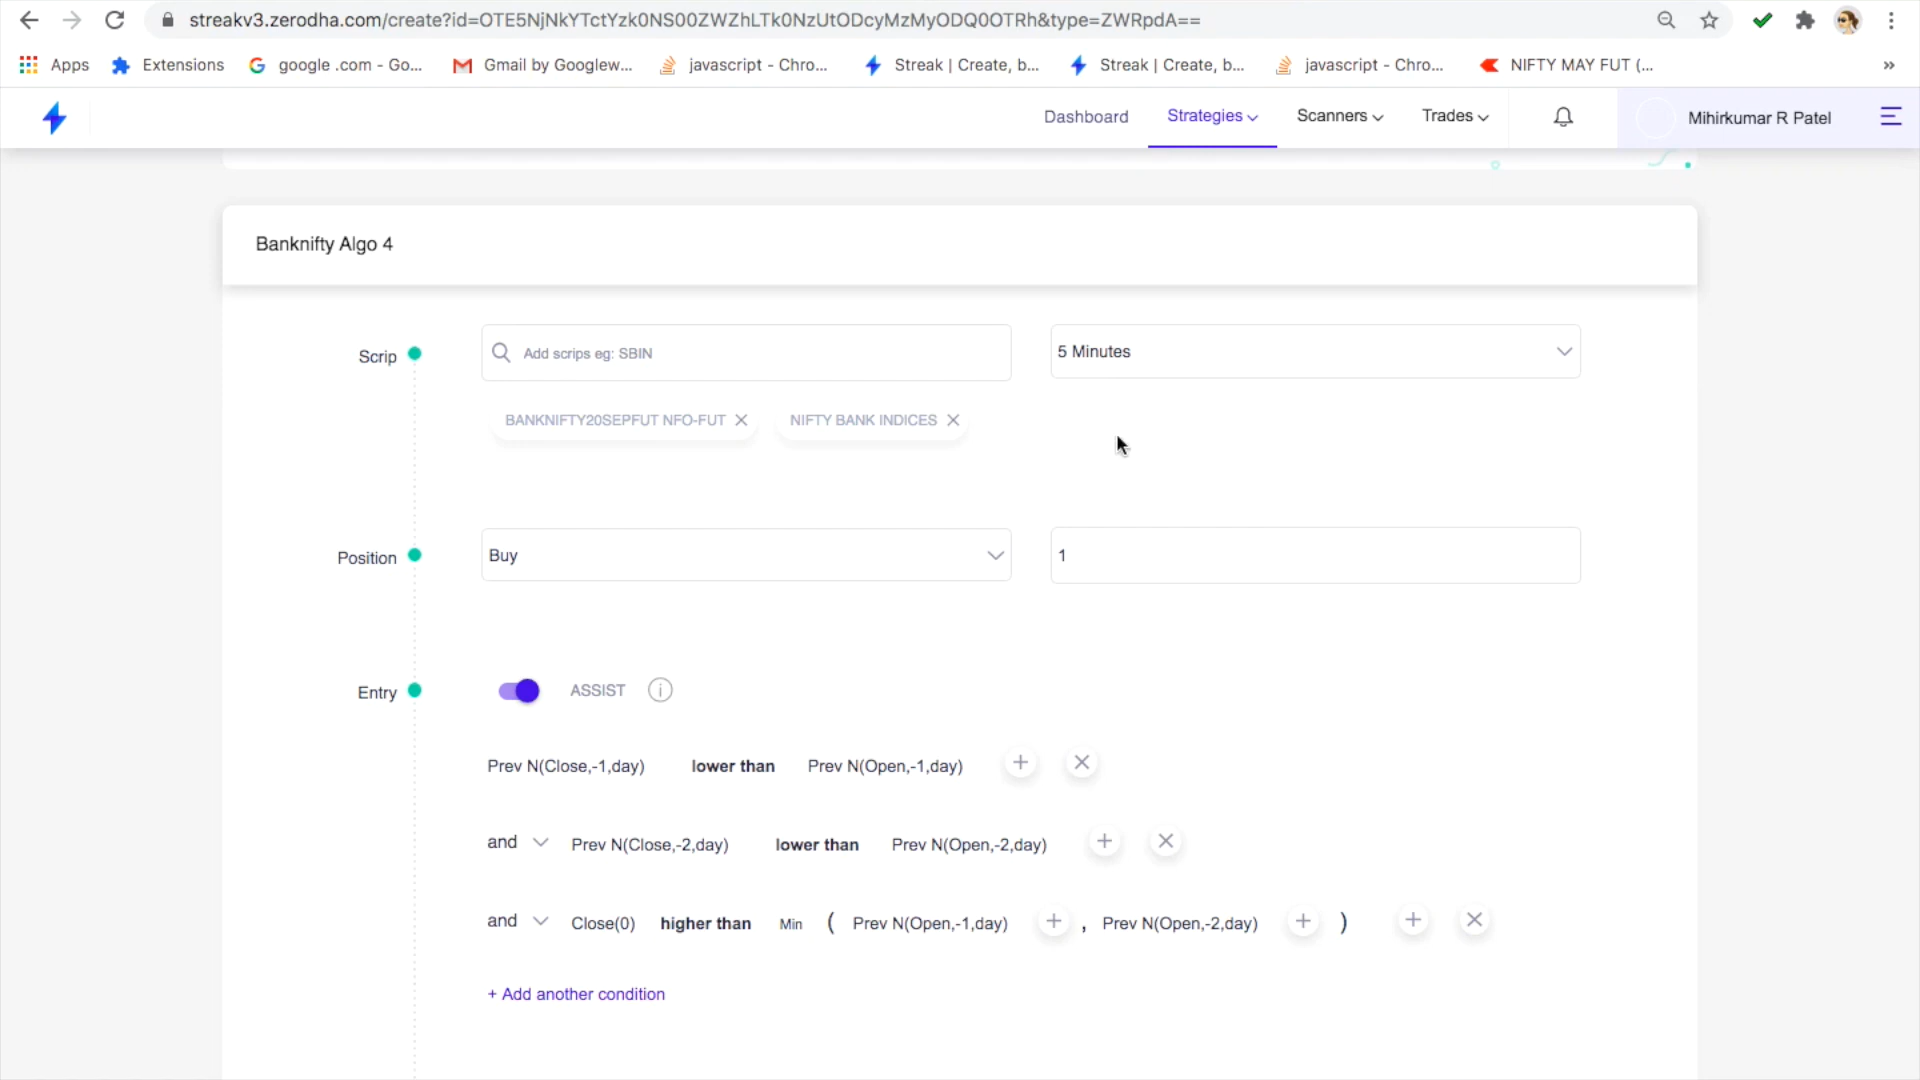 streakv3.zerodha.com/create?id=OTE5NjNkYTctYzk0NS00ZWZhLTk0NzUtODcyMzMyODQ0OTRh&type=ZWRpdA==
Apps Extensions google .com - Go... Gmail by Googlew... javascript - Chro... Streak | Create, b... Streak | Create, b... javascript - Chro... NIFTY MAY FUT (... »
Dashboard Strategies Scanners Trades Mihirkumar R Patel
Banknifty Algo 4
Scrip Add scrips eg: SBIN 5 Minutes
BANKNIFTY20SEPFUT NFO-FUT NIFTY BANK INDICES
Position Buy 1
Entry ASSIST i
Prev N(Close,-1,day) lower than Prev N(Open,-1,day) +
and Prev N(Close,-2,day) lower than Prev N(Open,-2,day) +
and Close(0) higher than Min ( Prev N(Open,-1,day) + , Prev N(Open,-2,day) + ) +
+ Add another condition